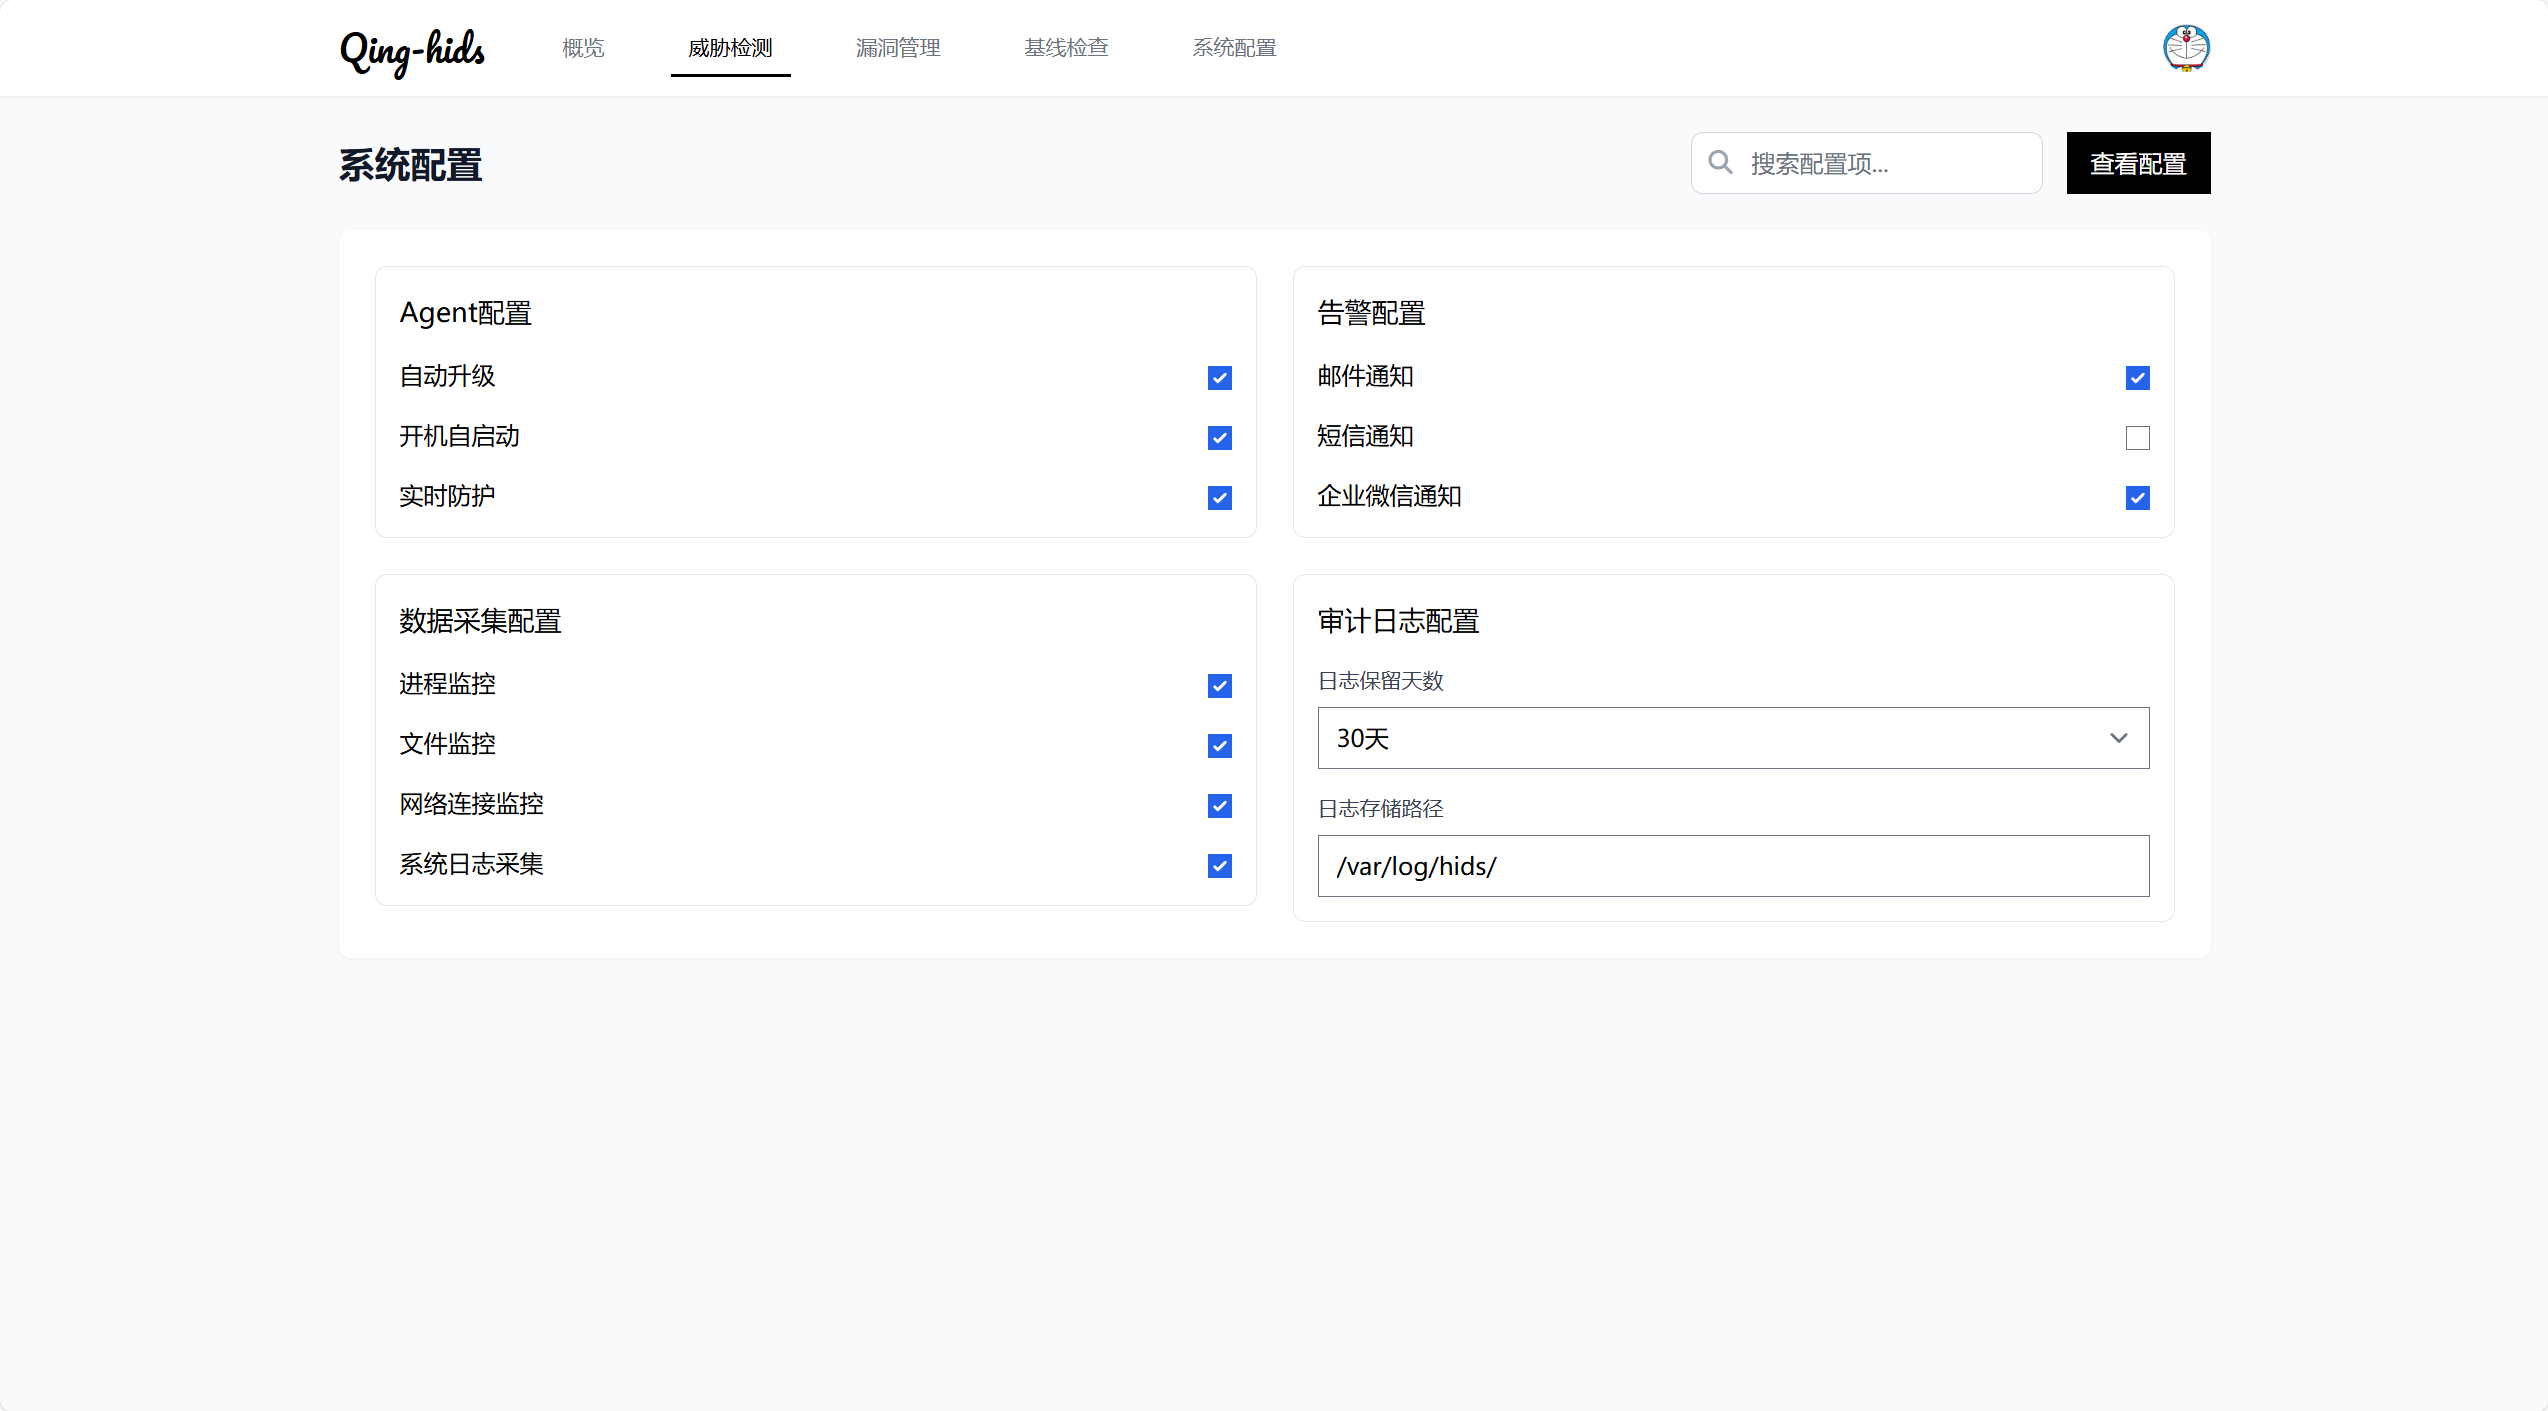 Qing-hids
概览
威胁检测
漏洞管理
基线检查
系统配置
系统配置
搜索配置项...
查看配置
Agent配置
自动升级
开机自启动
实时防护
告警配置
邮件通知
短信通知
企业微信通知
数据采集配置
进程监控
文件监控
网络连接监控
系统日志采集
审计日志配置
日志保留天数
30天
日志存储路径
/var/log/hids/